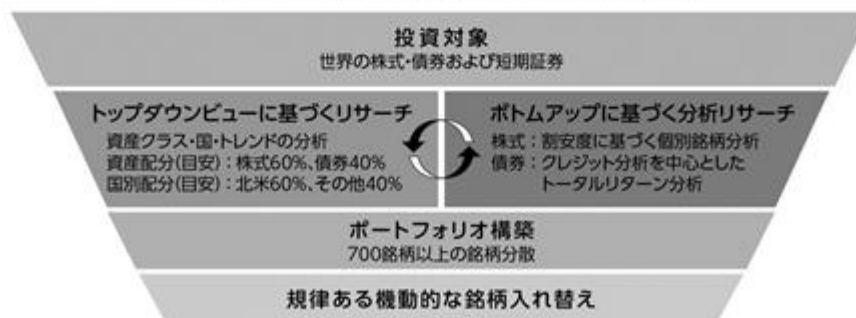 投資対象
世界の株式・債券および短期証券
トップダウンビューに基づくリサーチ
資産クラス・国・トレンドの分析
資産配分(目安)：株式60%、債券40%
国別配分(目安)：北米60%、その他40%
ボトムアップに基づく分析リサーチ
株式：割安度に基づく個別銘柄分析
債券：クレジット分析を中心とした
トータルリターン分析
ポートフォリオ構築
700銘柄以上の銘柄分散
規律ある機動的な銘柄入れ替え